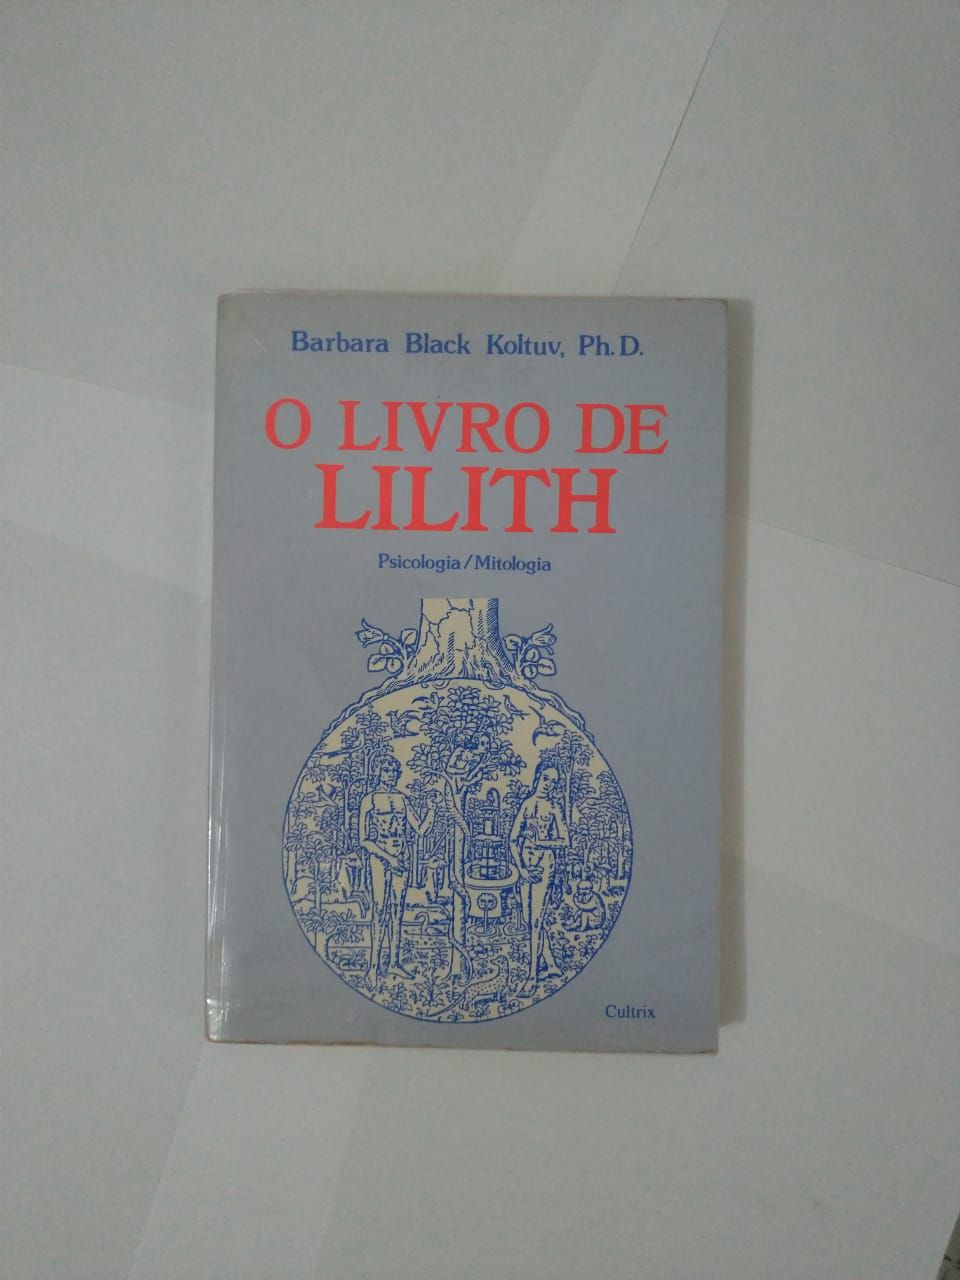 Barbara Black Koltuv, Ph.D.
O LIVRO DE
LILITH
Psicologia/Mitologia
Cultrix